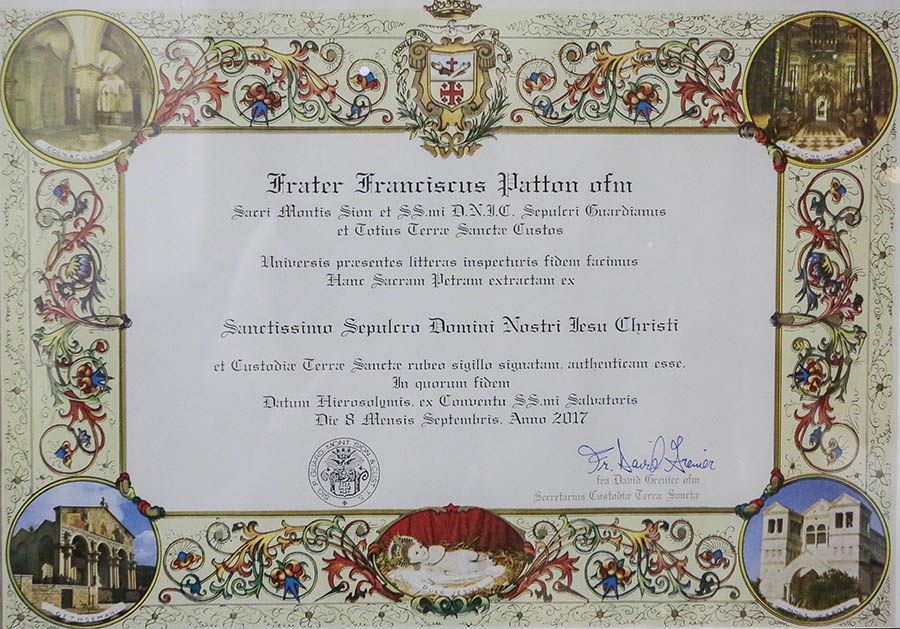 Frater Franciscus Patton ofm
Sacri Montis Sion et SS.mi D.N.I.C. Sepulcri Guardianus
et Totius Terræ Sanctæ Custos
Universis præsentes litteras inspecturis fidem facimus
Hanc Sacram Petram extractam ex
Sanctissimo Sepulcro Domini Nostri Iesu Christi
et Custodiæ Terræ Sanctæ rubeo sigillo signatam, authenticam esse.
In quorum fidem
Datum Hierosolymis, ex Conventu SS.mi Salvatoris
Die 8 Mensis Septembris, Anno 2017
Fr. David Grenier
fra David Grenier ofm
Secretarius Custodiæ Terræ Sanctæ